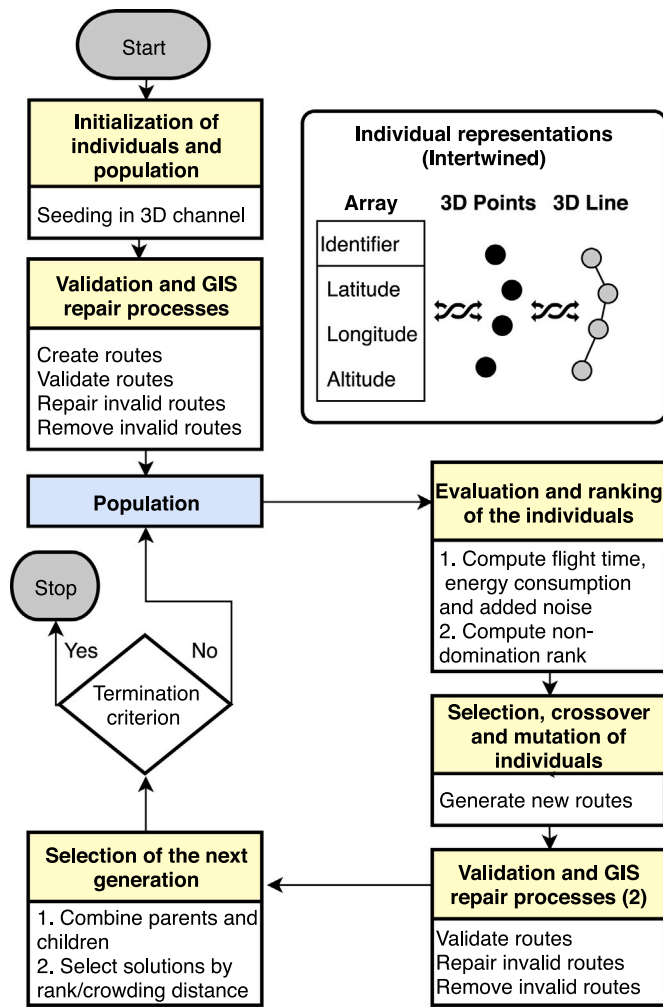 Start
Initialization of
individuals and
population
Seeding in 3D channel
Validation and GIS
repair processes
Create routes
Validate routes
Repair invalid routes
Remove invalid routes
Population
Individual representations
(Intertwined)
Array
3D Points
3D Line
Identifier
Latitude
Longitude
Altitude
Evaluation and ranking
of the individuals
1. Compute flight time,
energy consumption
and added noise
2. Compute non-
domination rank
Selection, crossover
and mutation of
individuals
Generate new routes
Validation and GIS
repair processes (2)
Validate routes
Repair invalid routes
Remove invalid routes
Selection of the next
generation
1. Combine parents and
children
2. Select solutions by
rank/crowding distance
Termination
criterion
Yes
No
Stop